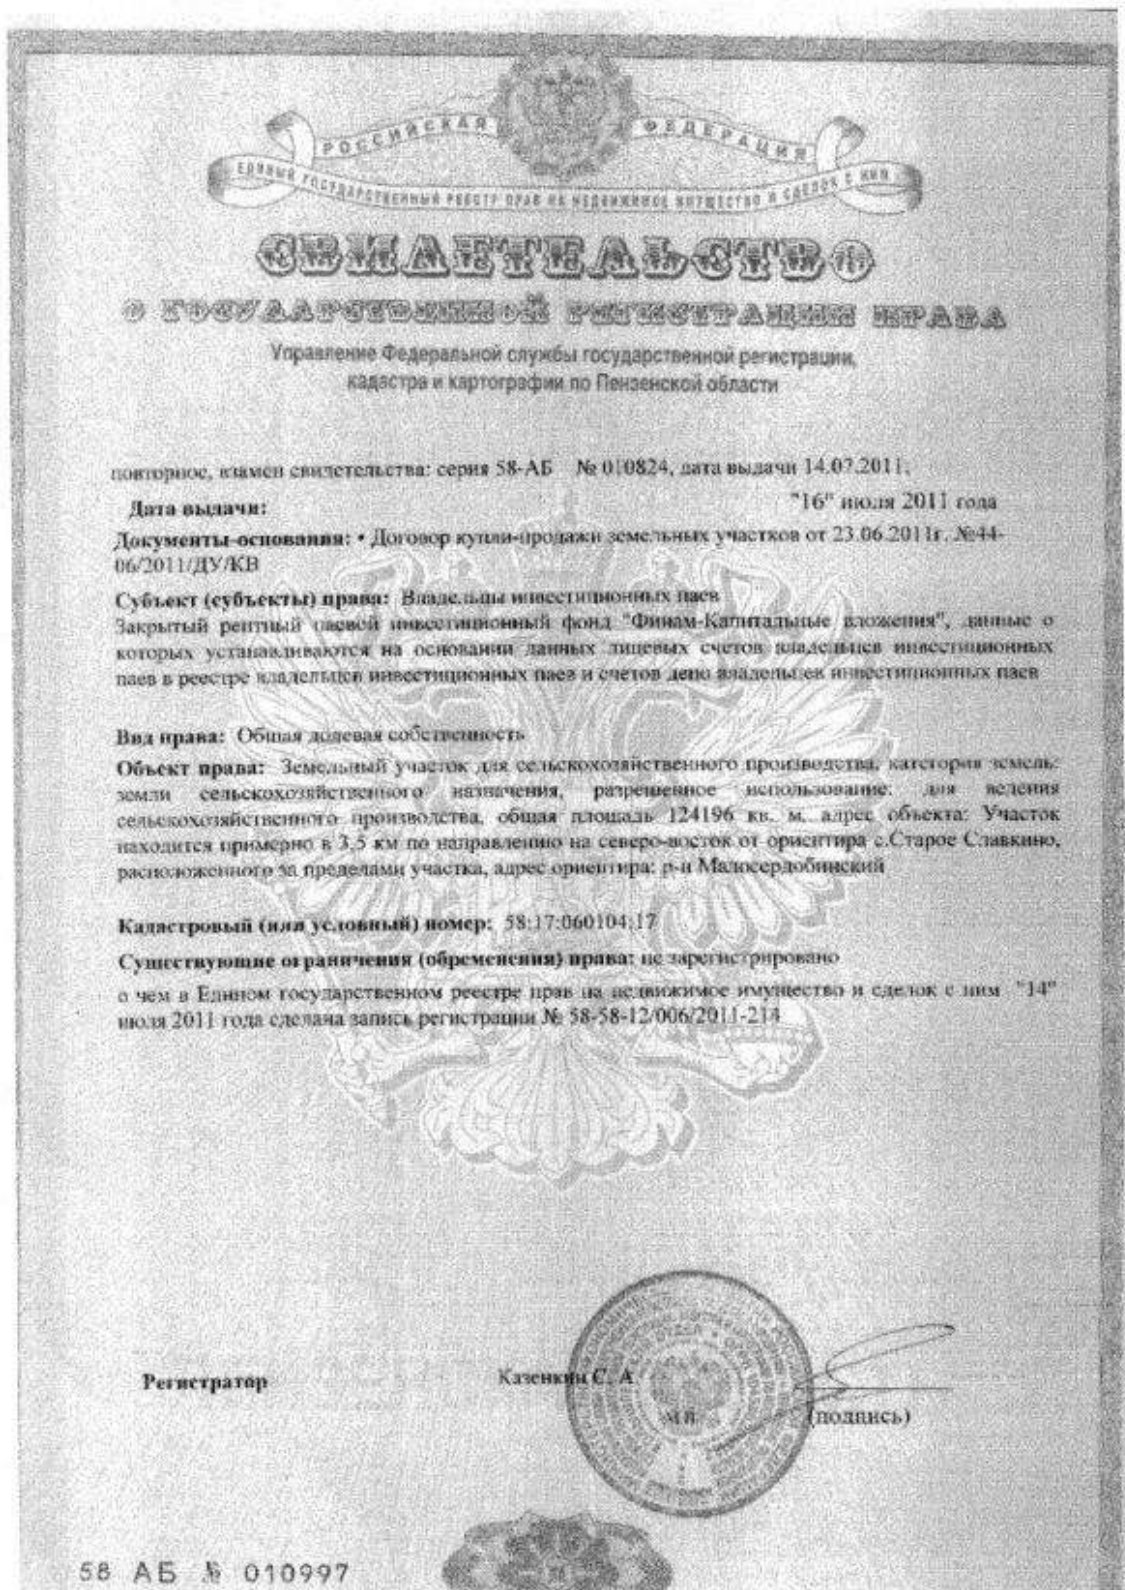 РОССИЙСКАЯ ФЕДЕРАЦИЯ
ЕДИНЫЙ ГОСУДАРСТВЕННЫЙ РЕЕСТР ПРАВ НА НЕДВИЖИМОЕ ИМУЩЕСТВО И СДЕЛОК С НИМ
СВИДЕТЕЛЬСТВО
О ГОСУДАРСТВЕННОЙ РЕГИСТРАЦИИ ПРАВА
Управление Федеральной службы государственной регистрации,
кадастра и картографии по Пензенской области
повторное, взамен свидетельства: серия 58-АБ № 010824, дата выдачи 14.07.2011,
Дата выдачи: "16" июля 2011 года
Документы-основания: • Договор купли-продажи земельных участков от 23.06.2011г. №44-
06/2011/ДУ/КВ
Субъект (субъекты) права: Владельцы инвестиционных паев
Закрытый рентный паевой инвестиционный фонд "Финам-Капитальные вложения", данные о
которых устанавливаются на основании данных лицевых счетов владельцев инвестиционных
паев в реестре владельцев инвестиционных паев и счетов депо владельцев инвестиционных паев
Вид права: Общая долевая собственность
Объект права: Земельный участок для сельскохозяйственного производства, категория земель:
земли сельскохозяйственного назначения, разрешенное использование: для ведения
сельскохозяйственного производства, общая площадь 124196 кв. м, адрес объекта: Участок
находится примерно в 3,5 км по направлению на северо-восток от ориентира с.Старое Славкино,
расположенного за пределами участка, адрес ориентира: р-н Малосердобинский
Кадастровый (или условный) номер: 58:17:060104:17
Существующие ограничения (обременения) права: не зарегистрировано
о чем в Едином государственном реестре прав на недвижимое имущество и сделок с ним "14"
июля 2011 года сделана запись регистрации № 58-58-12/006/2011-214
Регистратор Казенкин С. А.
М.П. (подпись)
58 АБ № 010997